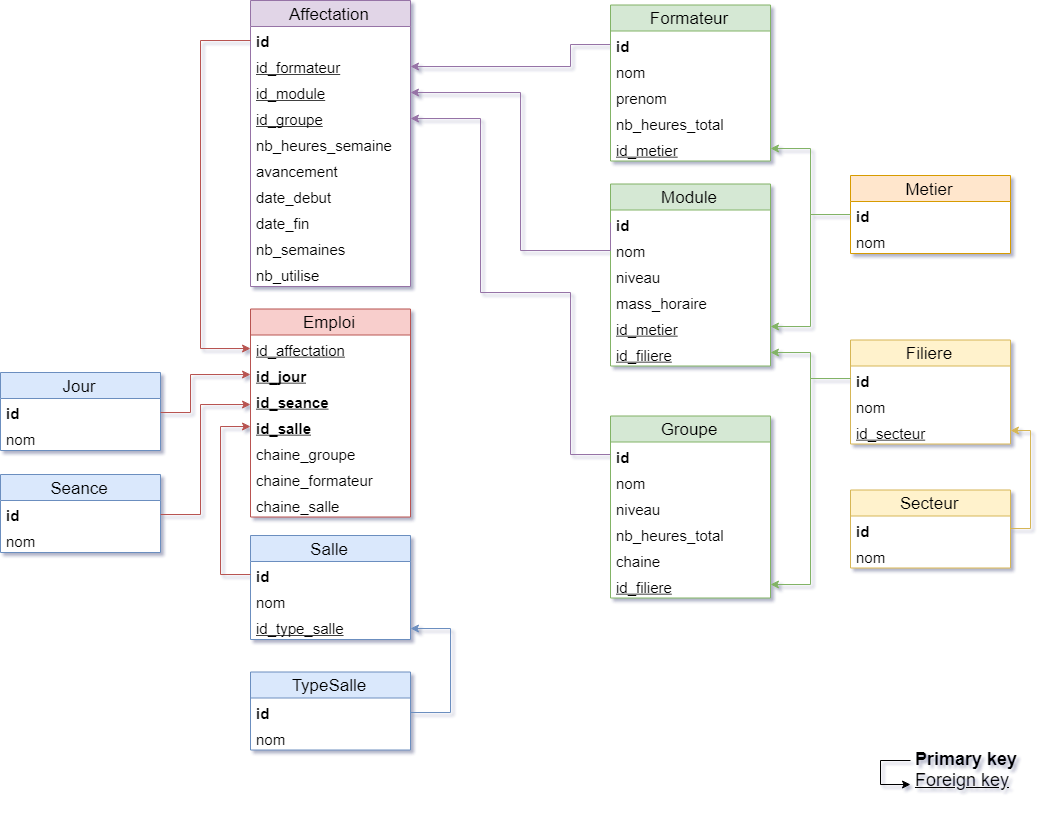 Affectation
id
id_formateur
id_module
id_groupe
nb_heures_semaine
avancement
date_debut
date_fin
nb_semaines
nb_utilise
Emploi
id_affectation
id_jour
id_seance
id_salle
chaine_groupe
chaine_formateur
chaine_salle
Jour
id
nom
Seance
id
nom
Salle
id
nom
id_type_salle
TypeSalle
id
nom
Formateur
id
nom
prenom
nb_heures_total
id_metier
Module
id
nom
niveau
mass_horaire
id_metier
id_filiere
Groupe
id
nom
niveau
nb_heures_total
chaine
id_filiere
Metier
id
nom
Filiere
id
nom
id_secteur
Secteur
id
nom
Primary key
Foreign key